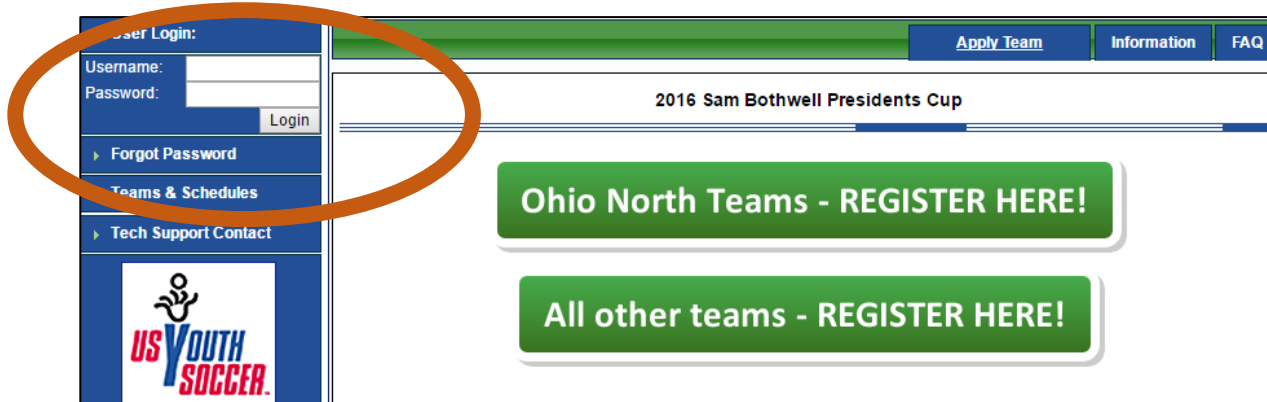 User Login:
Username:
Password:
Login
Forgot Password
Teams & Schedules
Tech Support Contact
US YOUTH
SOCCER.
Apply Team
Information
FAQ
2016 Sam Bothwell Presidents Cup
Ohio North Teams - REGISTER HERE!
All other teams - REGISTER HERE!